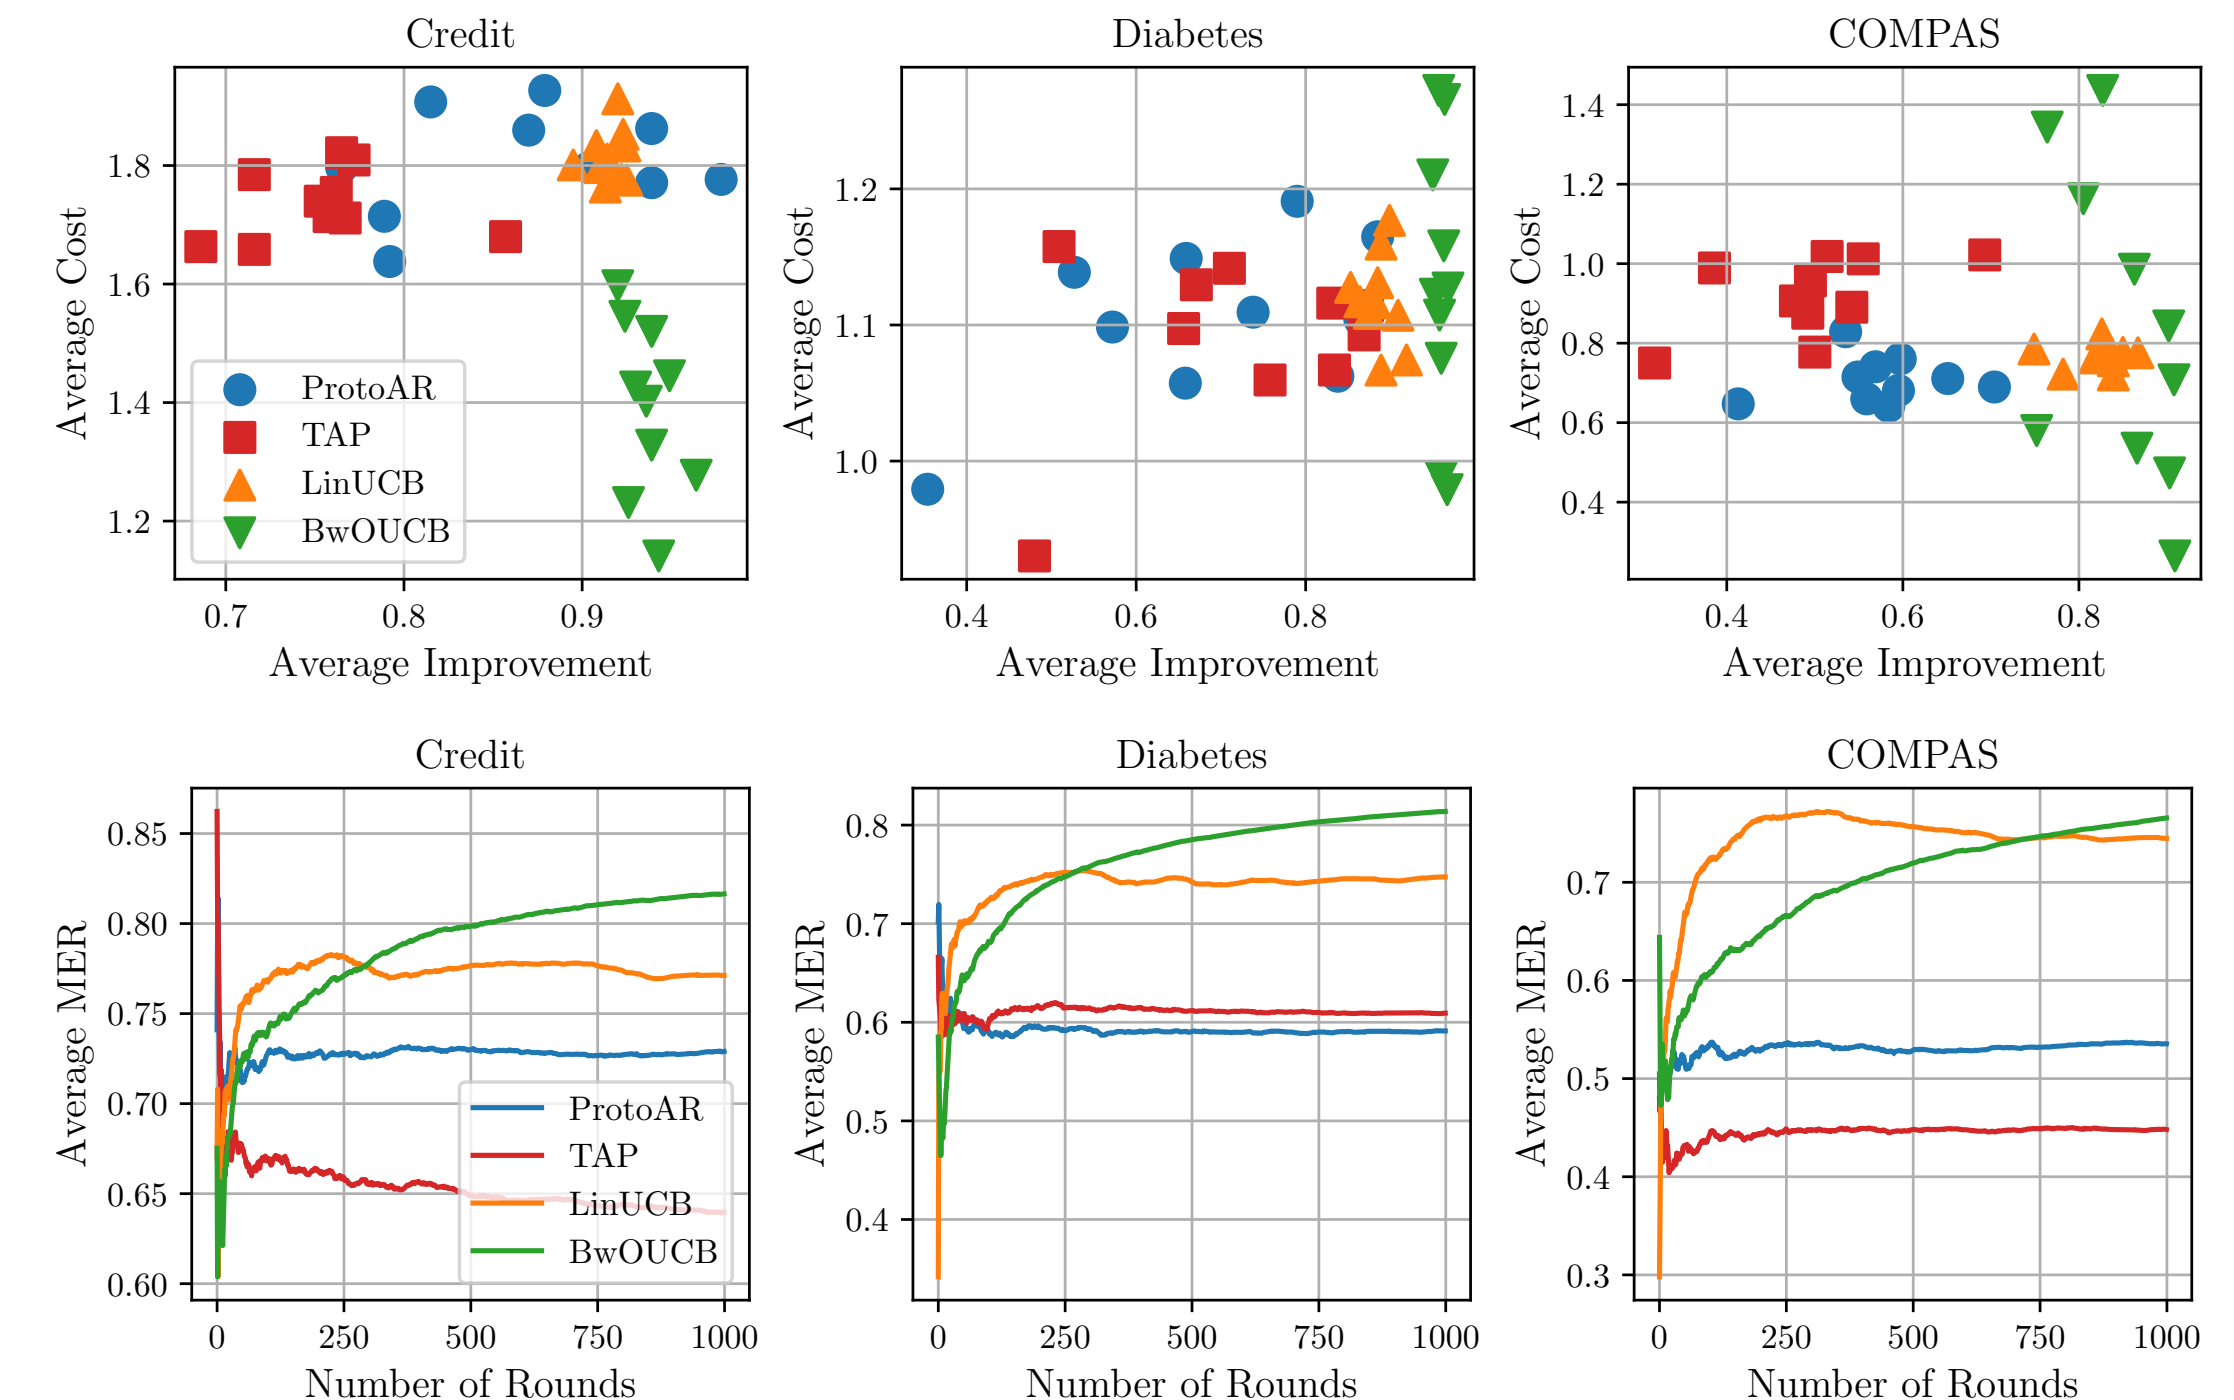 Credit
Average Cost
1.8
1.6
1.4
1.2
ProtoAR
TAP
LinUCB
BwOUCB
0.7 0.8 0.9
Average Improvement
Diabetes
Average Cost
1.2
1.1
1.0
0.4 0.6 0.8
Average Improvement
COMPAS
Average Cost
1.4
1.2
1.0
0.8
0.6
0.4
0.4 0.6 0.8
Average Improvement
Credit
Average MER
0.85
0.80
0.75
0.70
0.65
0.60
ProtoAR
TAP
LinUCB
BwOUCB
0 250 500 750 1000
Number of Rounds
Diabetes
Average MER
0.8
0.7
0.6
0.5
0.4
0 250 500 750 1000
Number of Rounds
COMPAS
Average MER
0.7
0.6
0.5
0.4
0.3
0 250 500 750 1000
Number of Rounds